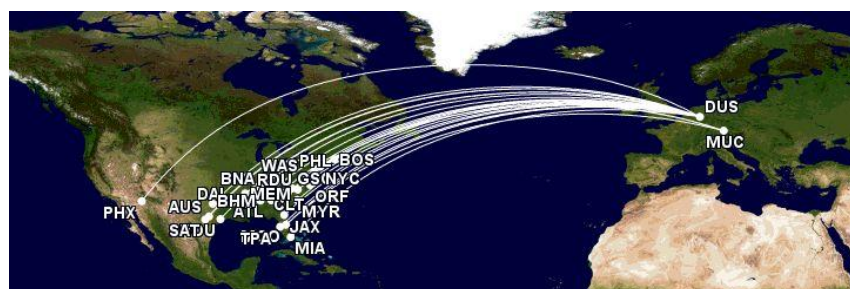 DUS
MUC
WAS
PHL
BOS
BNA
RDU
GSO
NYC
DAL
BHM
MEM
ORF
PHX
AUS
ATL
CLT
MYR
SAT
JAX
TPA
MIA